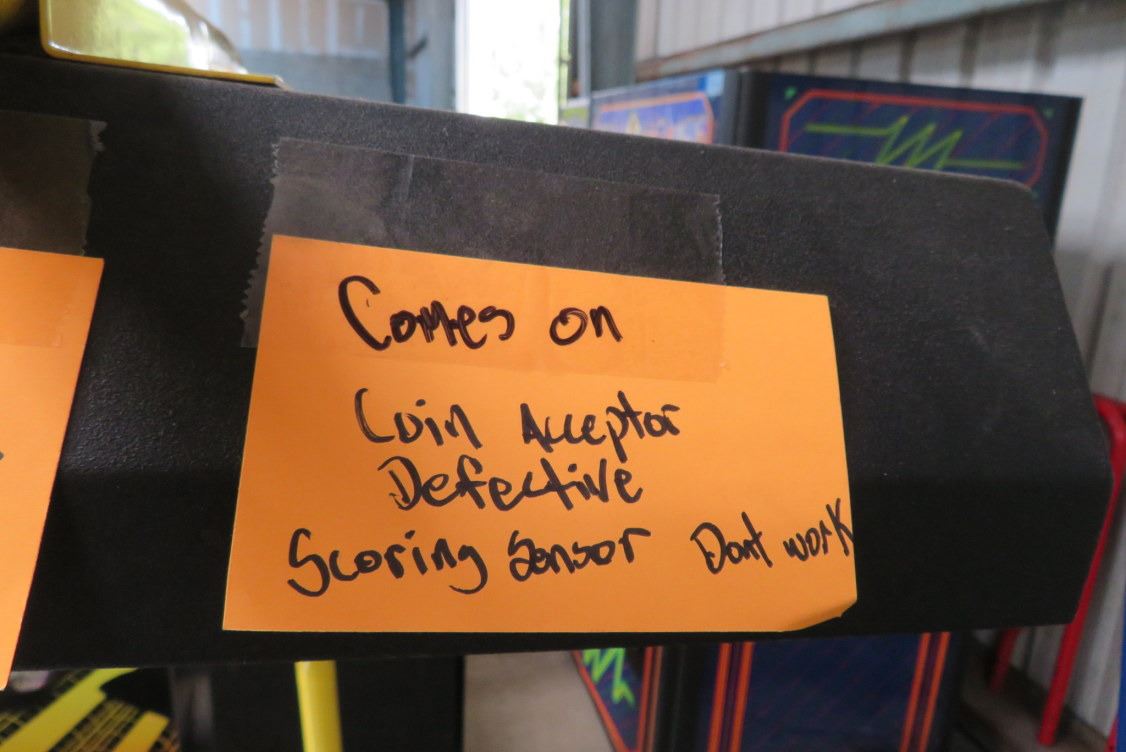 Comes on
Coin Acceptor
Defective
Scoring Sensor Dont work